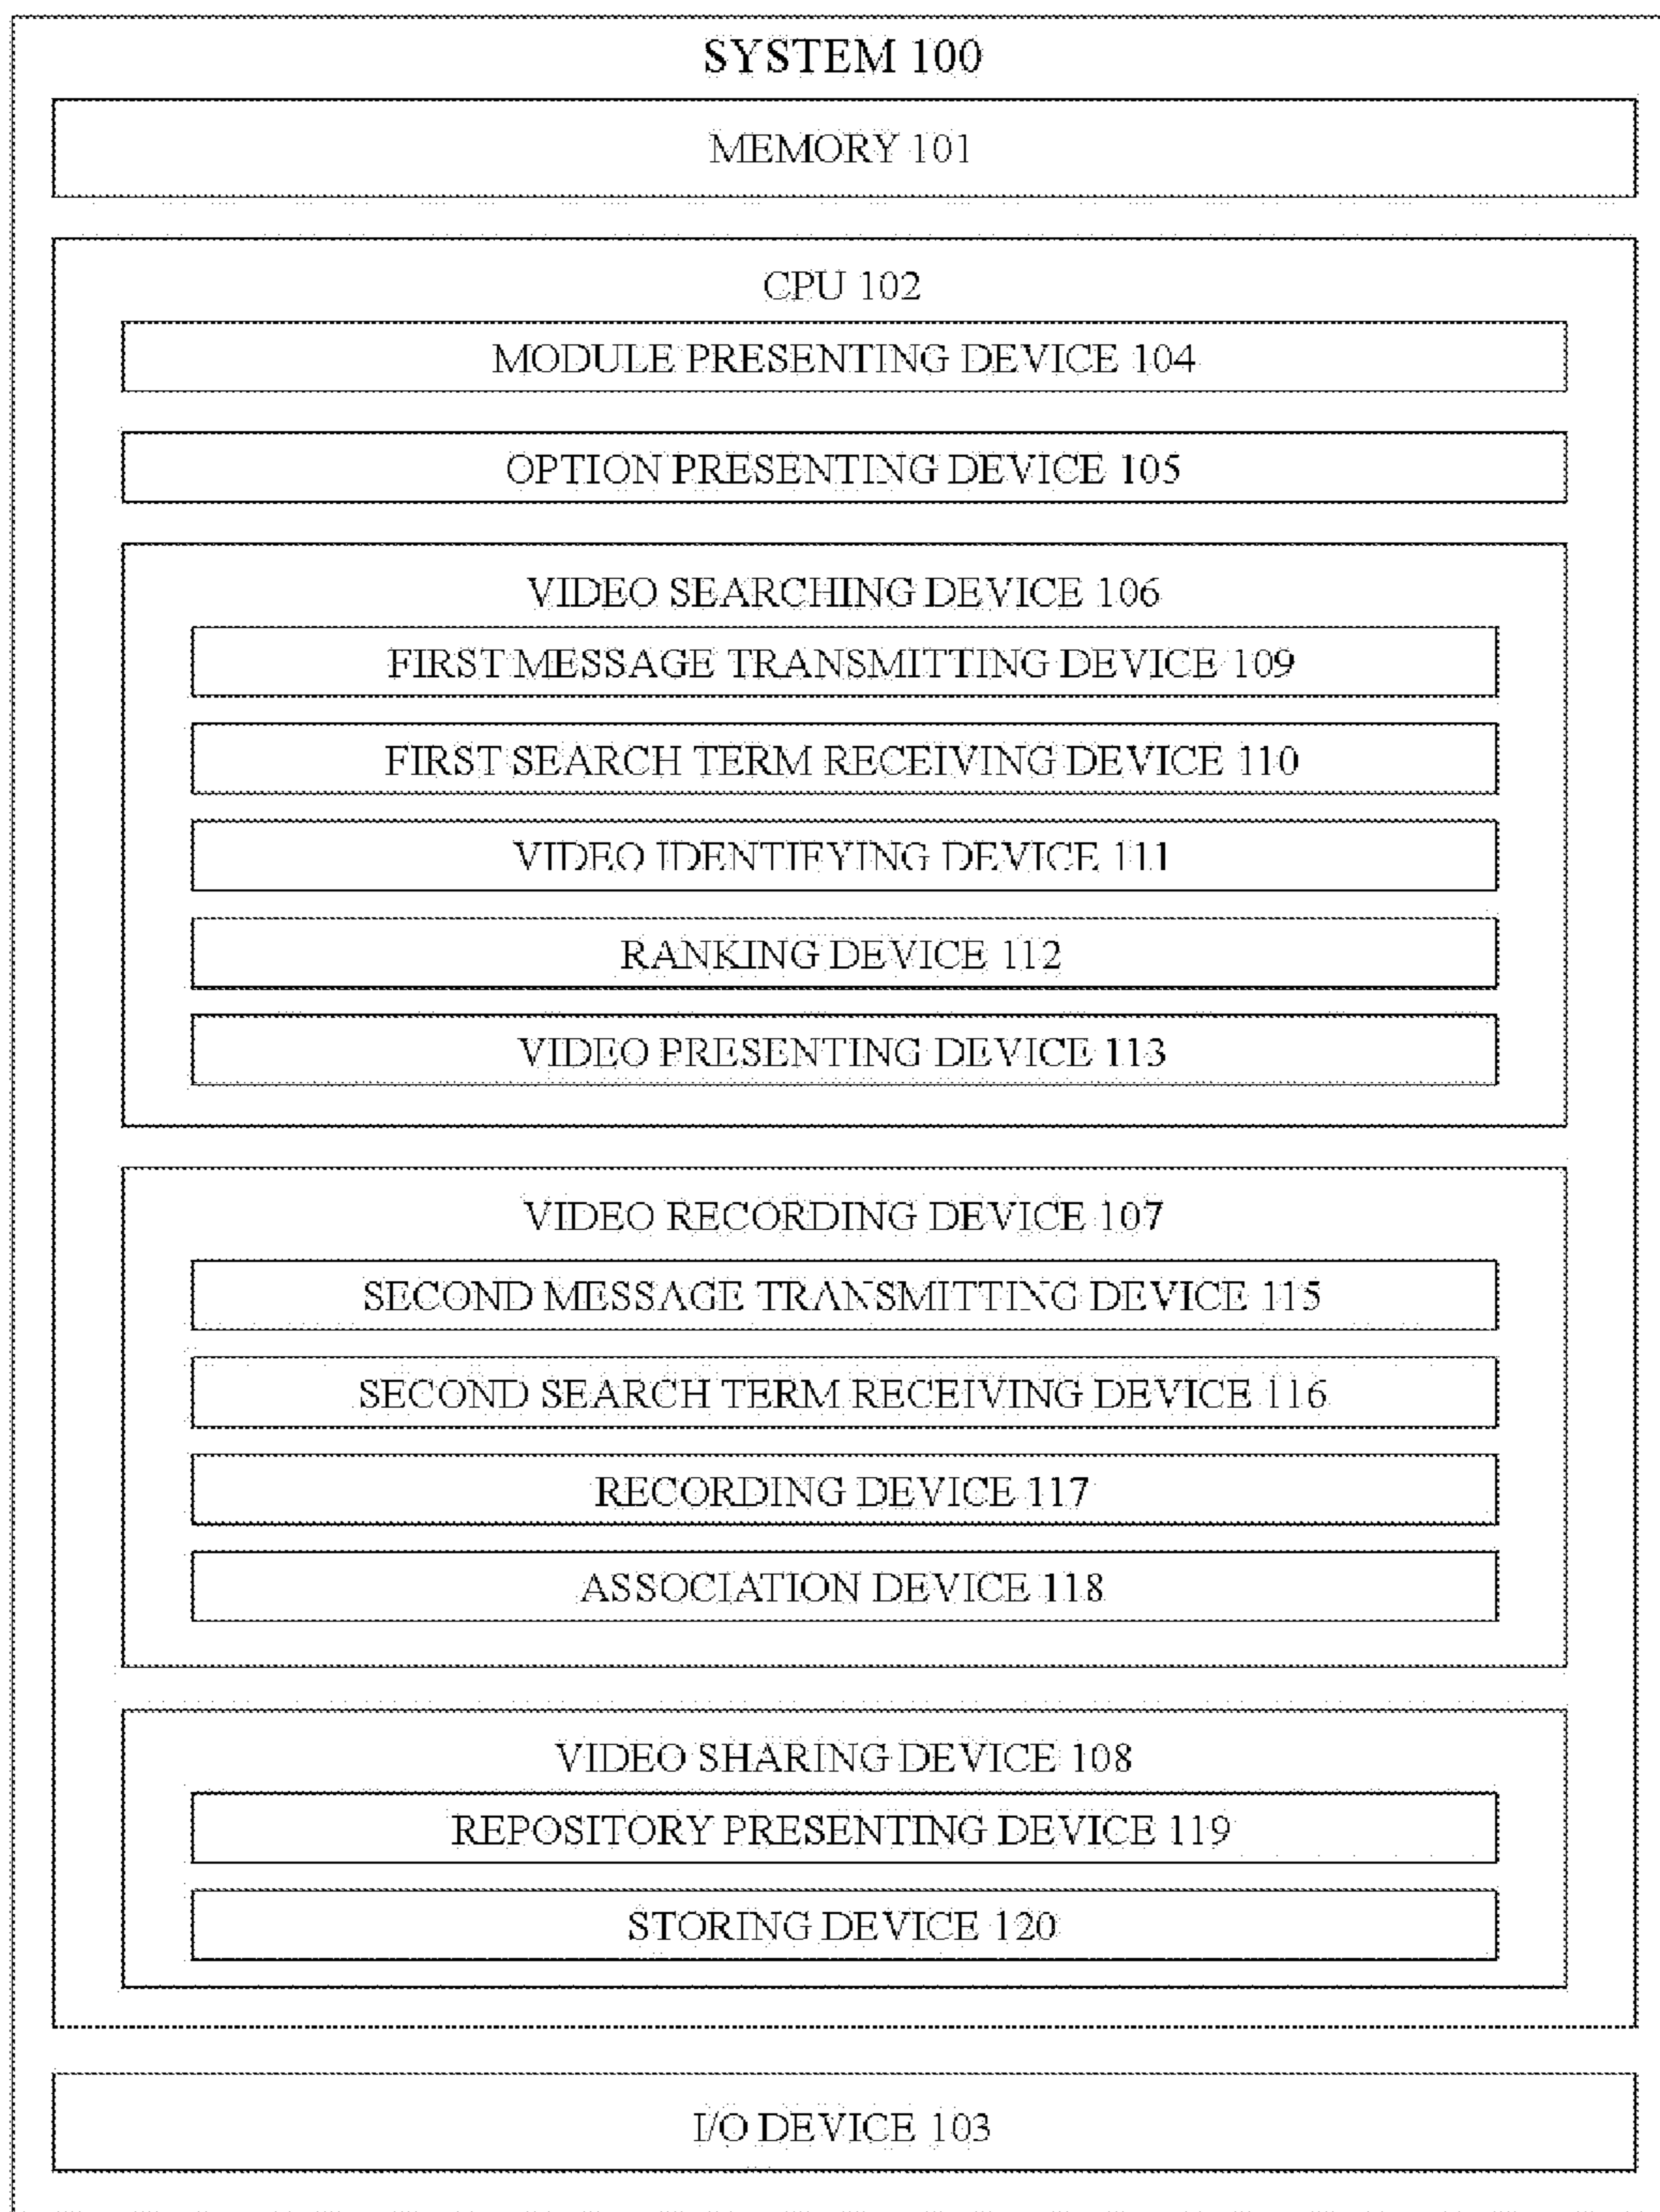 SYSTEM 100
MEMORY 101
CPU 102
MODULE PRESENTING DEVICE 104
OPTION PRESENTING DEVICE 105
VIDEO SEARCHING DEVICE 106
FIRST MESSAGE TRANSMITTING DEVICE 109
FIRST SEARCH TERM RECEIVING DEVICE 110
VIDEO IDENTIFYING DEVICE 111
RANKING DEVICE 112
VIDEO PRESENTING DEVICE 113
VIDEO RECORDING DEVICE 107
SECOND MESSAGE TRANSMITTING DEVICE 115
SECOND SEARCH TERM RECEIVING DEVICE 116
RECORDING DEVICE 117
ASSOCIATION DEVICE 118
VIDEO SHARING DEVICE 108
REPOSITORY PRESENTING DEVICE 119
STORING DEVICE 120
I/O DEVICE 103